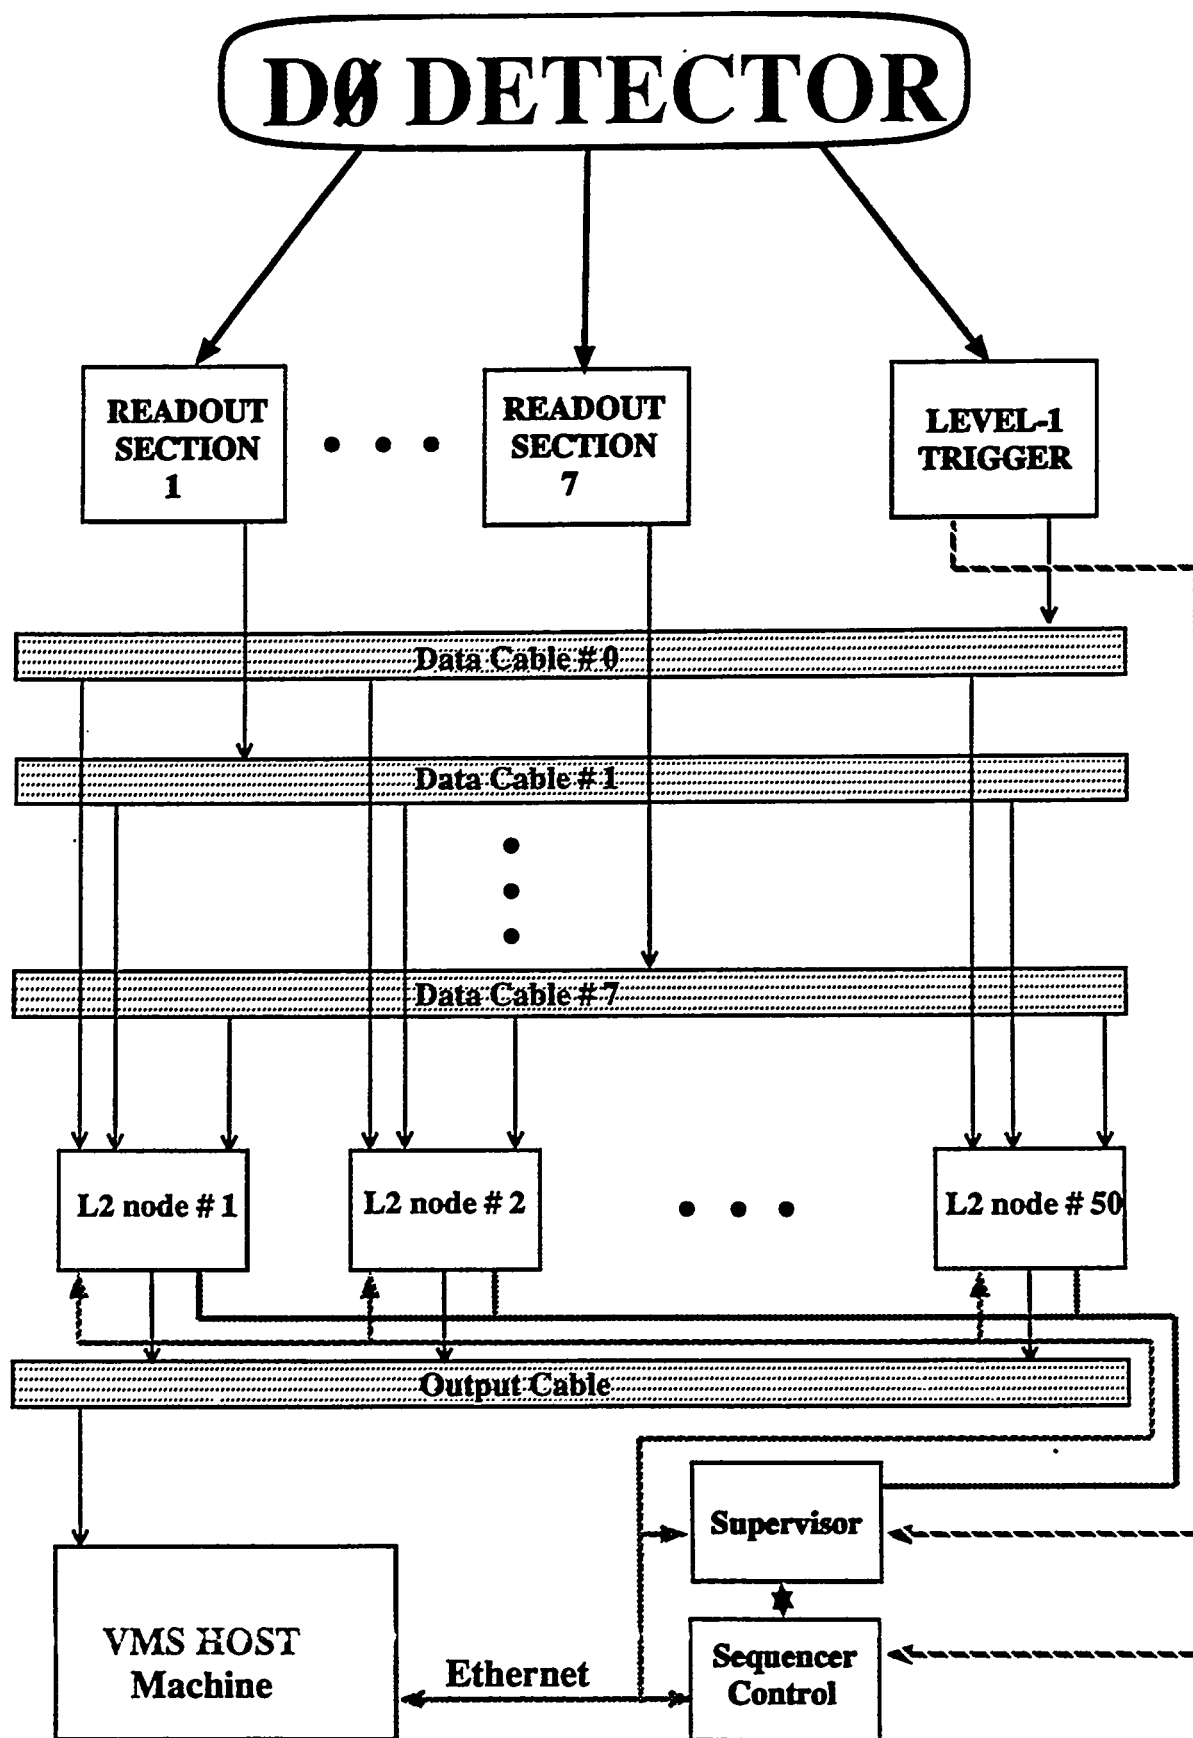 DØ DETECTOR
READOUT
SECTION
1
READOUT
SECTION
7
LEVEL-1
TRIGGER
Data Cable # 0
Data Cable # 1
Data Cable # 7
L2 node # 1
L2 node # 2
L2 node # 50
Output Cable
Supervisor
VMS HOST
Machine
Ethernet
Sequencer
Control